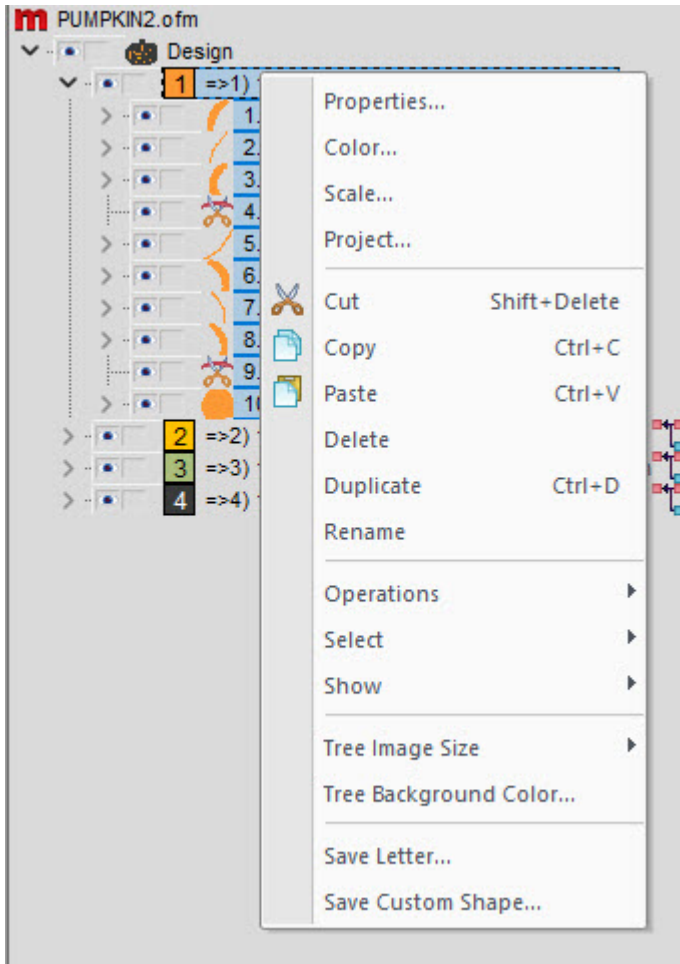 m PUMPKIN2.ofm
Design
1 =>1)
1.
2.
3.
4.
5.
6.
7.
8.
9.
10
2 =>2)
3 =>3)
4 =>4)
Properties...
Color...
Scale...
Project...
Cut Shift+Delete
Copy Ctrl+C
Paste Ctrl+V
Delete
Duplicate Ctrl+D
Rename
Operations
Select
Show
Tree Image Size
Tree Background Color...
Save Letter...
Save Custom Shape...